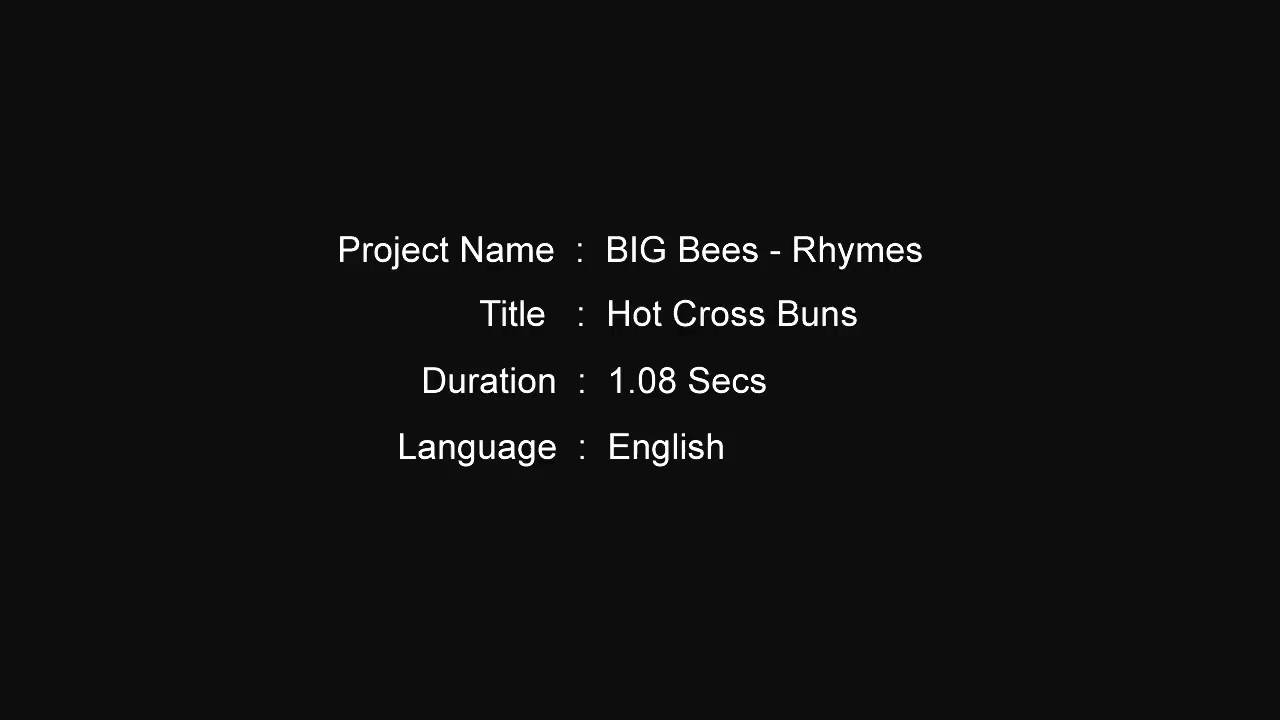 Project Name : BIG Bees - Rhymes
Title : Hot Cross Buns
Duration : 1.08 Secs
Language : English